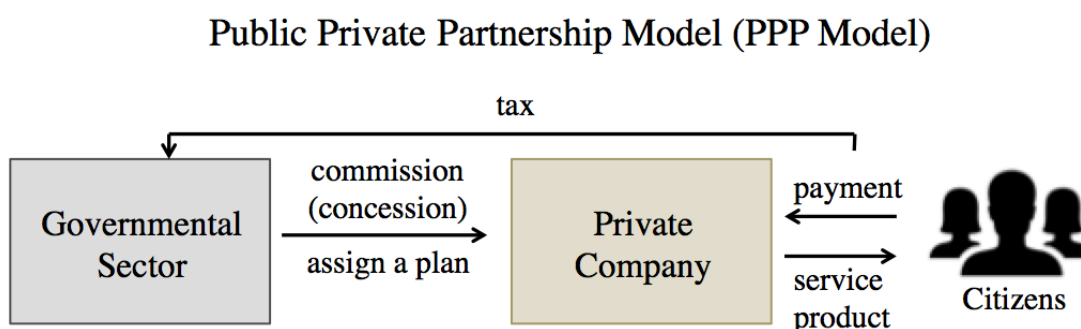 Public Private Partnership Model (PPP Model)
tax
Governmental
Sector
commission
(concession)
assign a plan
Private
Company
payment
service
product
Citizens